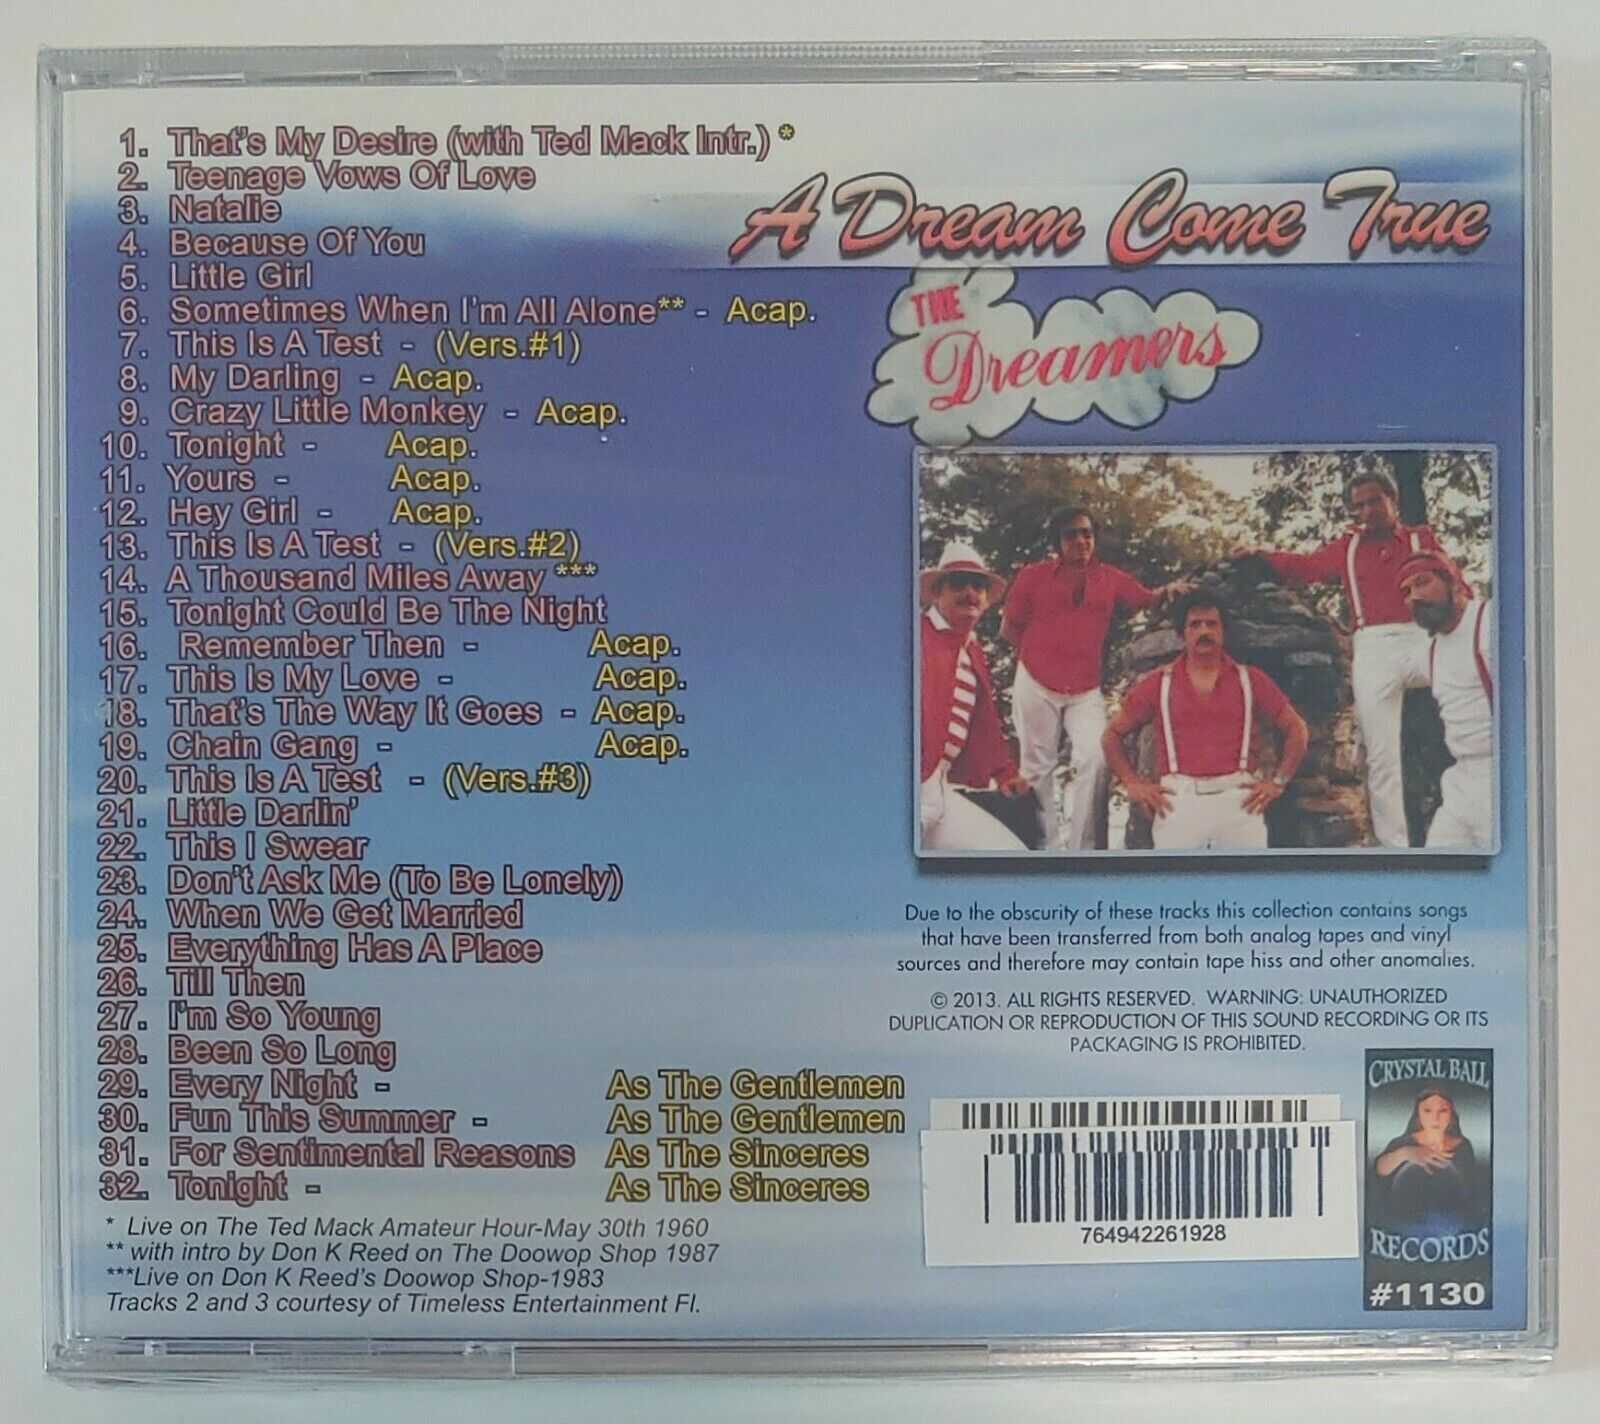 1. That's My Desire (with Ted Mack Intr.) *
2. Teenage Vows Of Love
3. Natalie
4. Because Of You
5. Little Girl
6. Sometimes When I'm All Alone** - Acap.
7. This Is A Test - (Vers.#1)
8. My Darling - Acap.
9. Crazy Little Monkey - Acap.
10. Tonight - Acap.
11. Yours - Acap.
12. Hey Girl - Acap.
13. This Is A Test - (Vers.#2)
14. A Thousand Miles Away ***
15. Tonight Could Be The Night
16. Remember Then - Acap.
17. This Is My Love - Acap.
18. That's The Way It Goes - Acap.
19. Chain Gang - Acap.
20. This Is A Test - (Vers.#3)
21. Little Darlin'
22. This I Swear
23. Don't Ask Me (To Be Lonely)
24. When We Get Married
25. Everything Has A Place
26. Till Then
27. I'm So Young
28. Been So Long
29. Every Night - As The Gentlemen
30. Fun This Summer - As The Gentlemen
31. For Sentimental Reasons As The Sinceres
32. Tonight - As The Sinceres
* Live on The Ted Mack Amateur Hour-May 30th 1960
** with intro by Don K Reed on The Doowop Shop 1987
***Live on Don K Reed's Doowop Shop-1983
Tracks 2 and 3 courtesy of Timeless Entertainment Fl.
A Dream Come True
THE
Dreamers
Due to the obscurity of these tracks this collection contains songs
that have been transferred from both analog tapes and vinyl
sources and therefore may contain tape hiss and other anomalies.
© 2013. ALL RIGHTS RESERVED. WARNING: UNAUTHORIZED
DUPLICATION OR REPRODUCTION OF THIS SOUND RECORDING OR ITS
PACKAGING IS PROHIBITED.
764942261928
CRYSTAL BALL
RECORDS
#1130